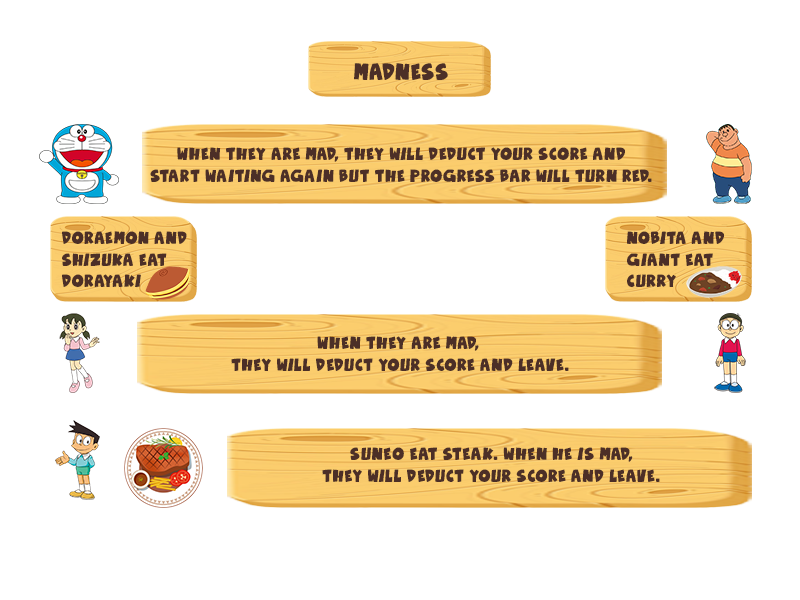 MADNESS
WHEN THEY ARE MAD, THEY WILL DEDUCT YOUR SCORE AND
START WAITING AGAIN BUT THE PROGRESS BAR WILL TURN RED.
DORAEMON AND
SHIZUKA EAT
DORAYAKI
NOBITA AND
GIANT EAT
CURRY
WHEN THEY ARE MAD,
THEY WILL DEDUCT YOUR SCORE AND LEAVE.
SUNEO EAT STEAK. WHEN HE IS MAD,
THEY WILL DEDUCT YOUR SCORE AND LEAVE.